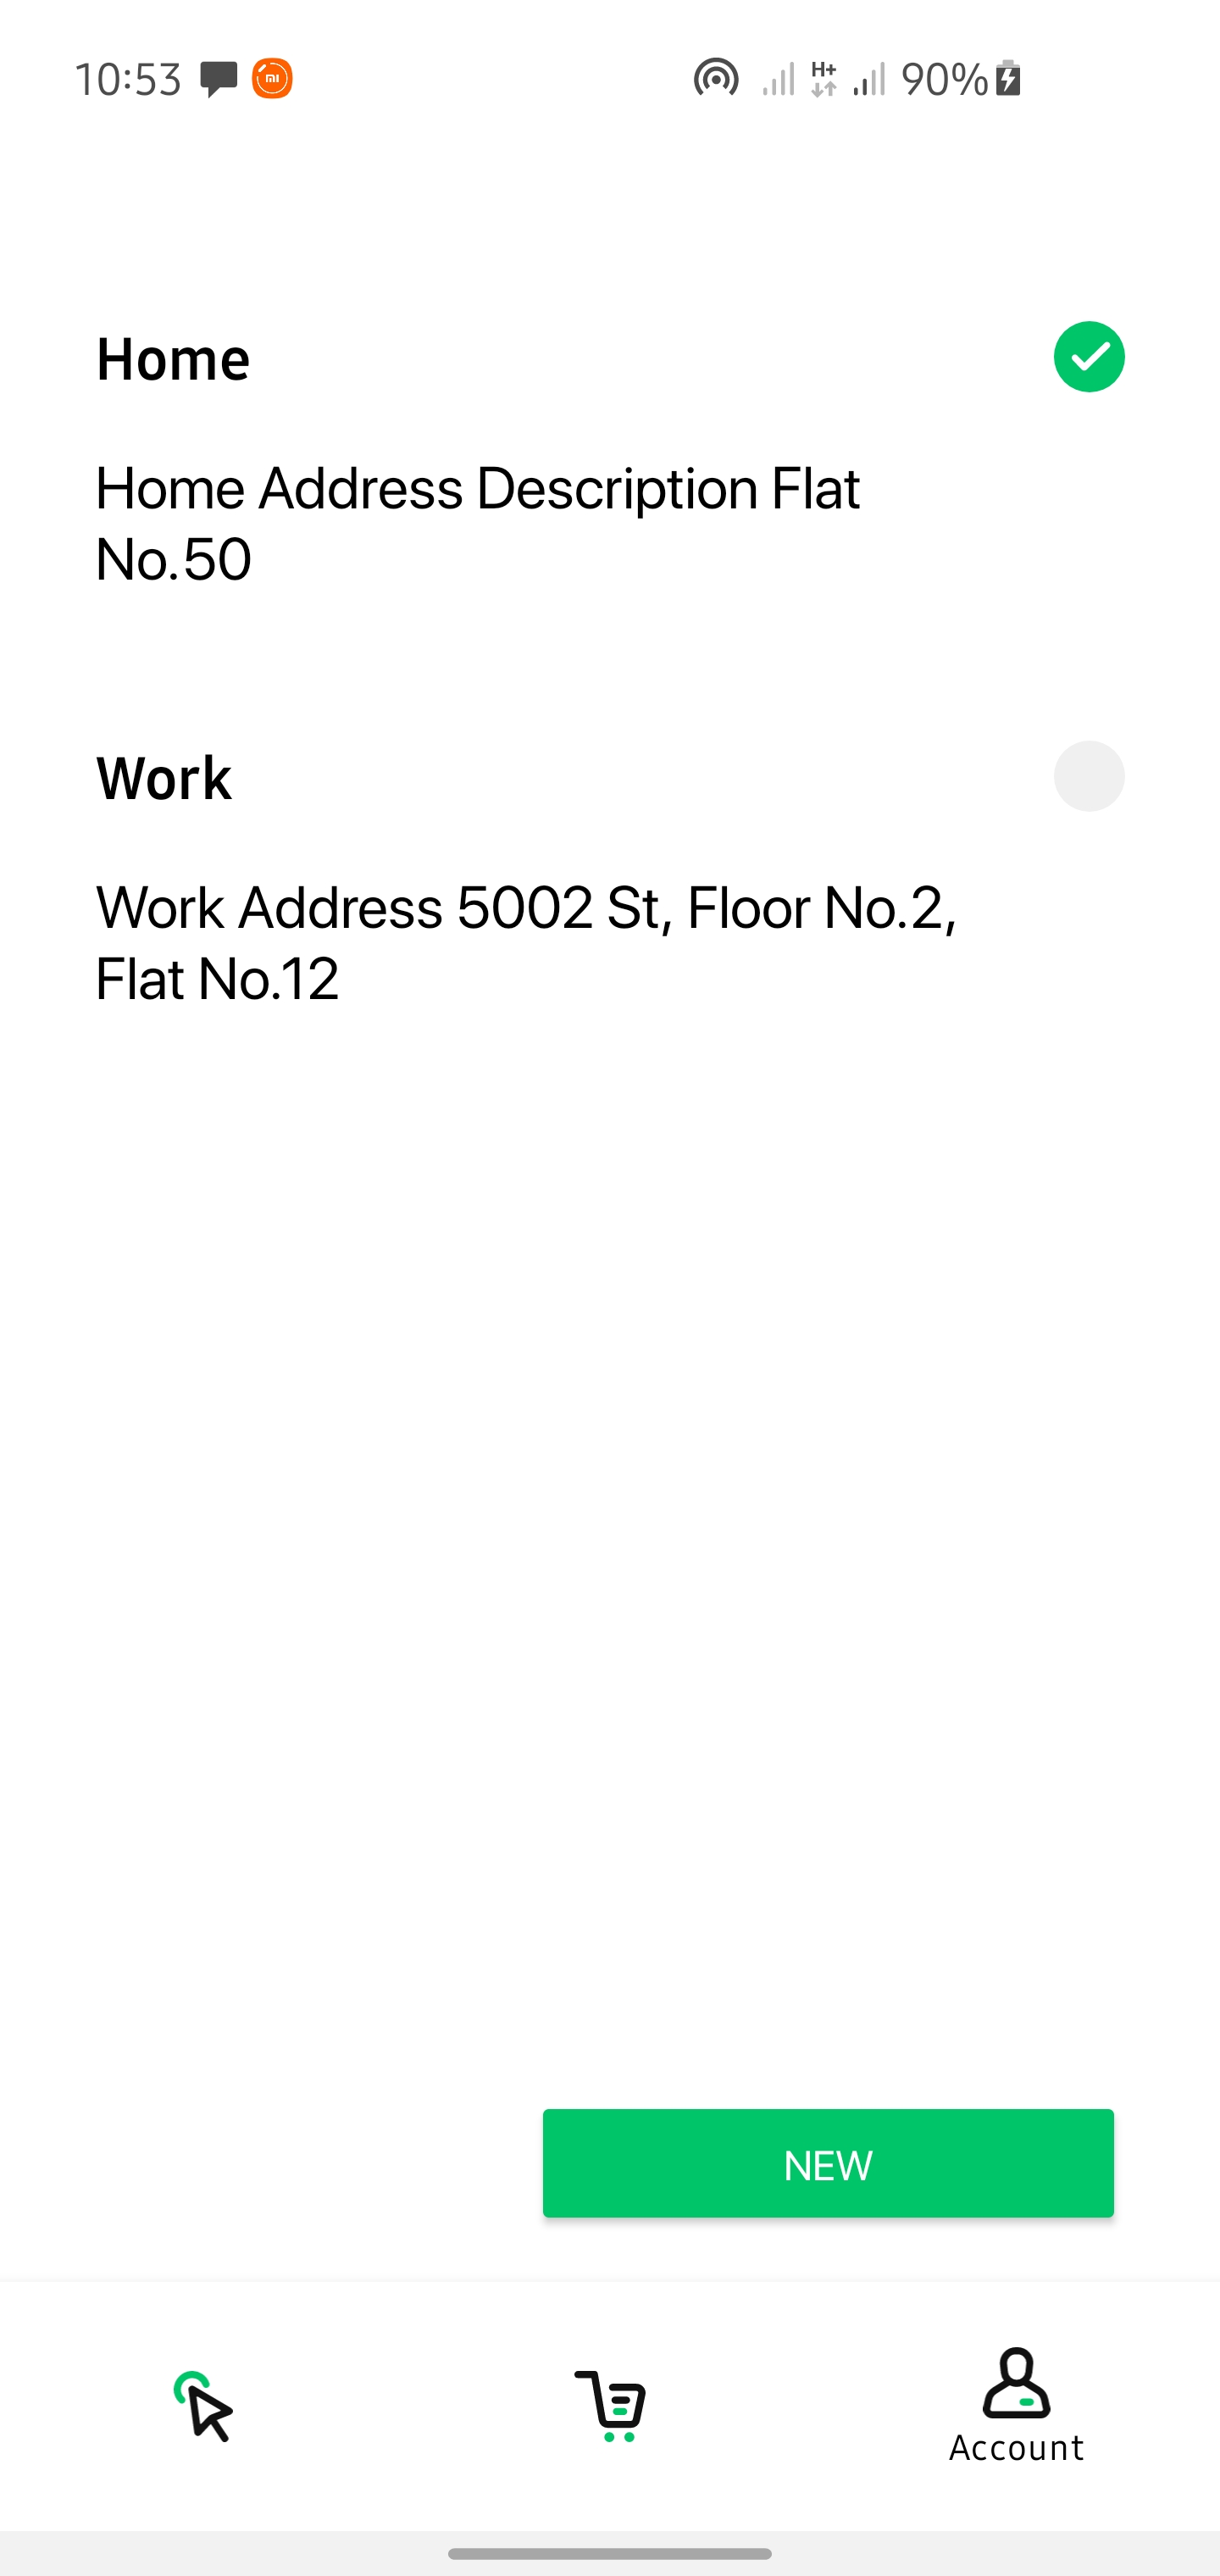 10:53 mi H+ 90%
Home
Home Address Description Flat
No.50
Work
Work Address 5002 St, Floor No.2,
Flat No.12
NEW
Account